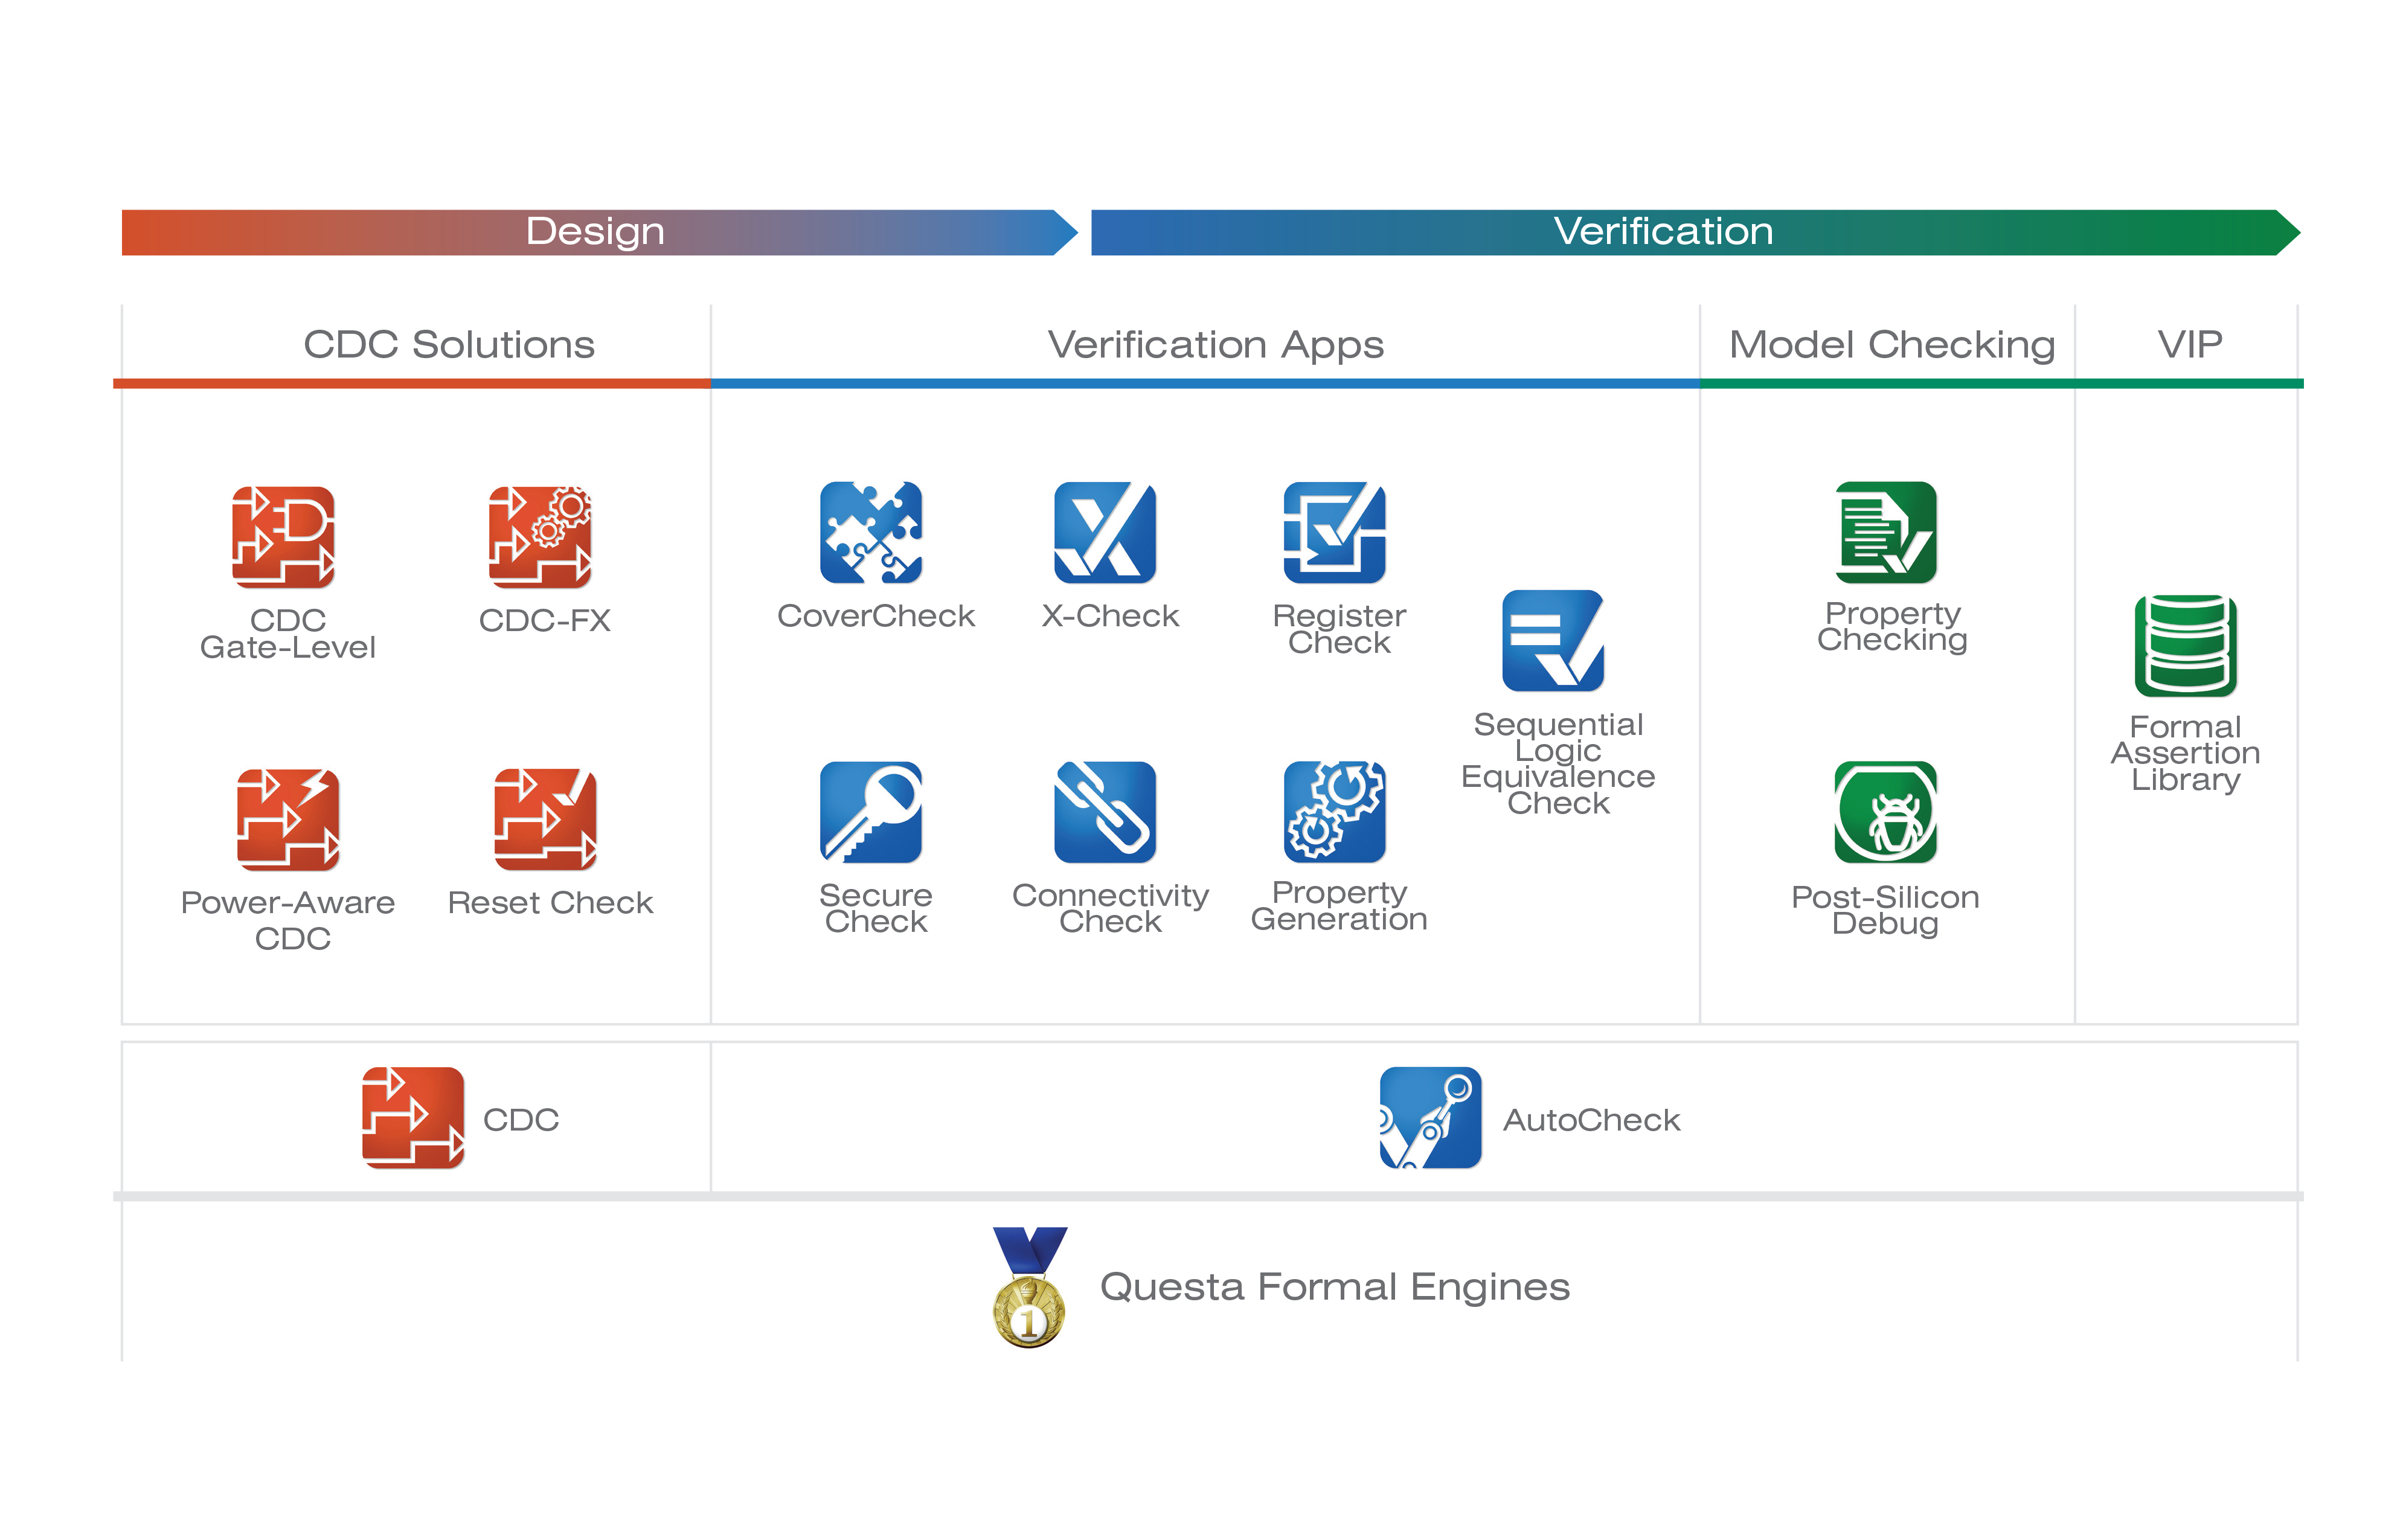 Design
Verification
CDC Solutions
Verification Apps
Model Checking
VIP
CDC
Gate-Level
CDC-FX
CoverCheck
X-Check
Register
Check
Sequential
Logic
Equivalence
Check
Property
Checking
Formal
Assertion
Library
Power-Aware
CDC
Reset Check
Secure
Check
Connectivity
Check
Property
Generation
Post-Silicon
Debug
CDC
AutoCheck
1
Questa Formal Engines